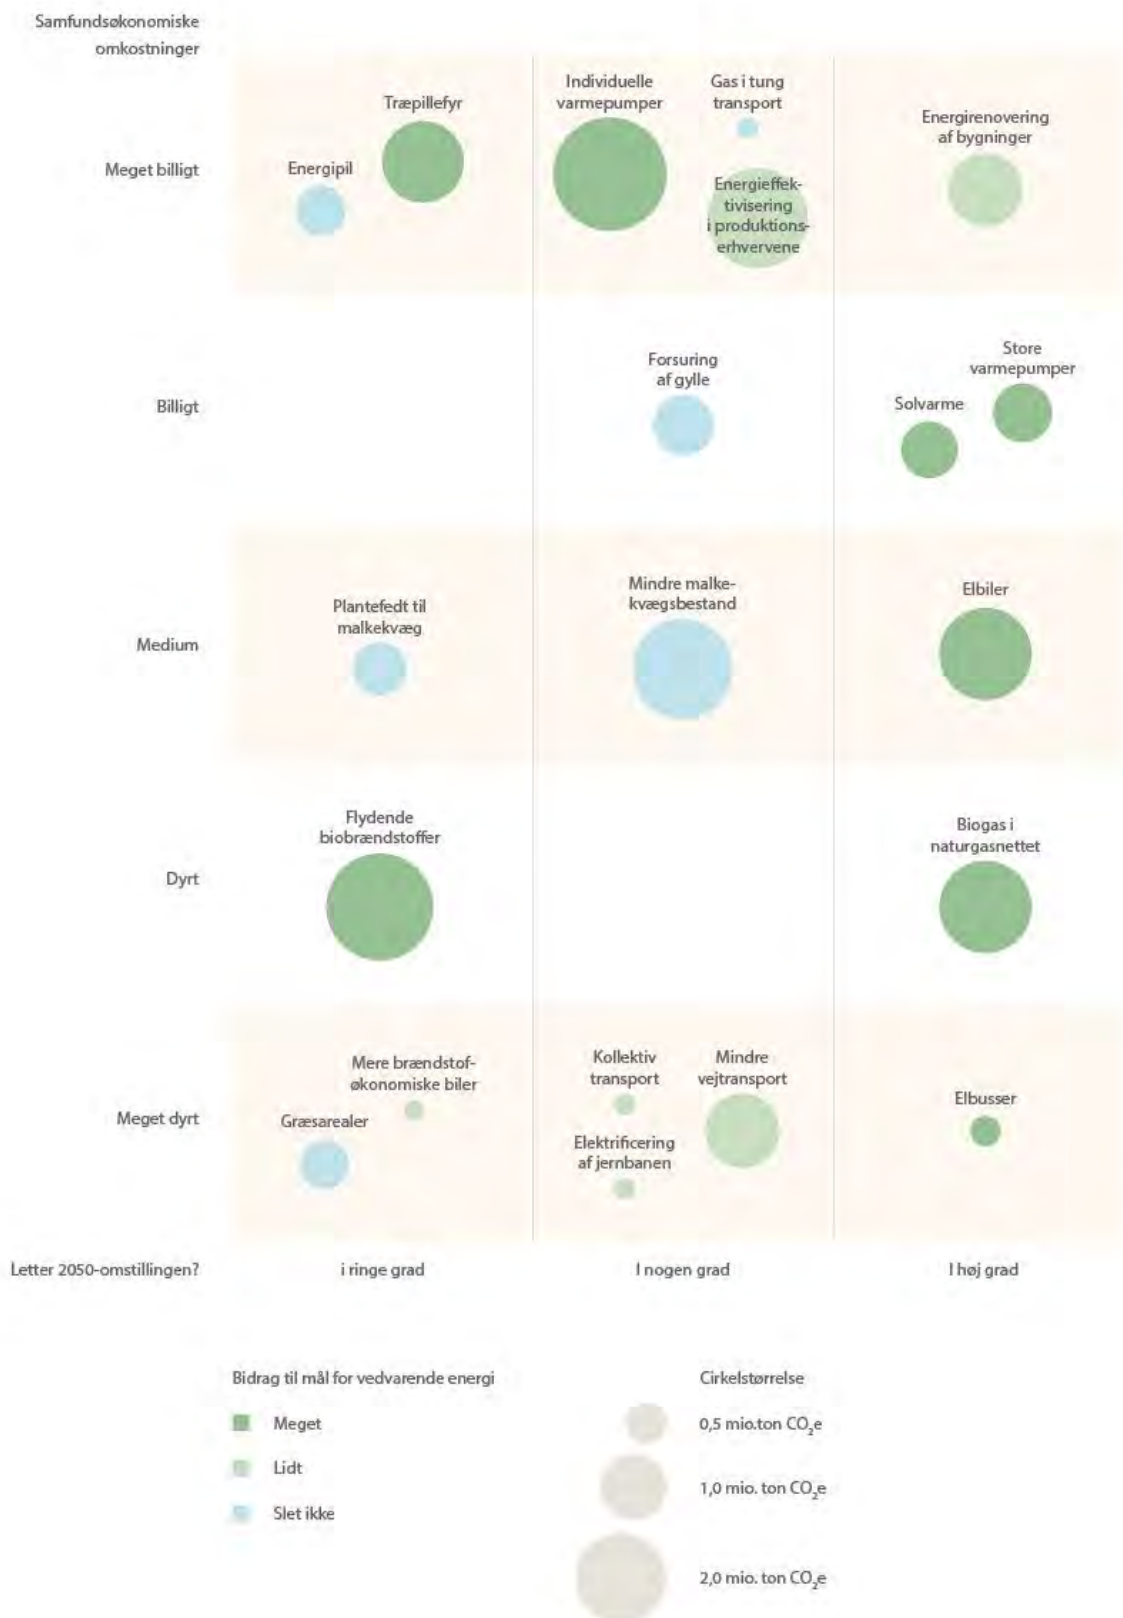 Samfundsøkonomiske
omkostninger
Meget billigt
Træpillefyr
Energipil
Individuelle
varmepumper
Gas i tung
transport
Energieffek-
tivisering
i produktions-
erhvervene
Energirenovering
af bygninger
Billigt
Forsuring
af gylle
Solvarme
Store
varmepumper
Medium
Plantefedt til
malkekvæg
Mindre malke-
kvægsbestand
Elbiler
Dyrt
Flydende
biobrændstoffer
Biogas i
naturgasnettet
Meget dyrt
Mere brændstof-
økonomiske biler
Græsarealer
Kollektiv
transport
Mindre
vejtransport
Elektrificering
af jernbanen
Elbusser
Letter 2050-omstillingen?
i ringe grad
I nogen grad
I høj grad
Bidrag til mål for vedvarende energi
Meget
Lidt
Slet ikke
Cirkelstørrelse
0,5 mio.ton CO₂e
1,0 mio. ton CO₂e
2,0 mio. ton CO₂e